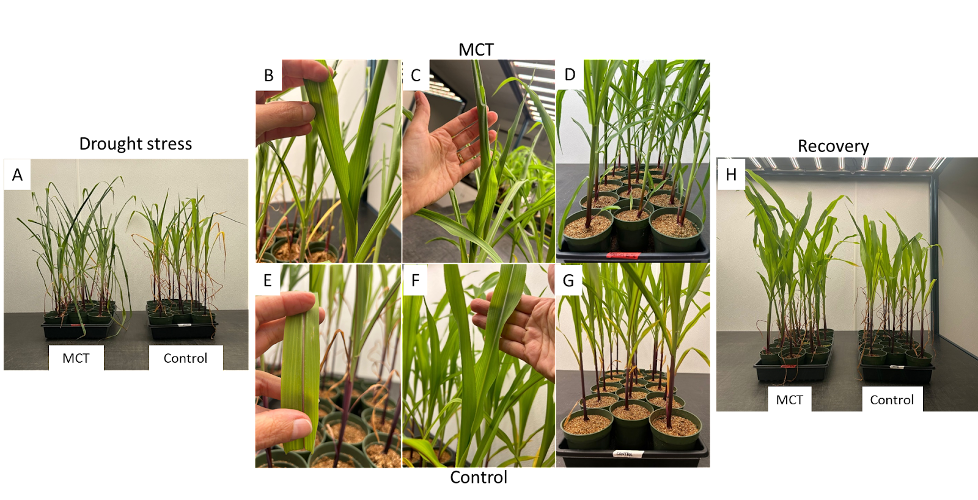 MCT
B
C
D
Drought stress
A
MCT
Control
E
F
G
Control
Recovery
H
MCT
Control